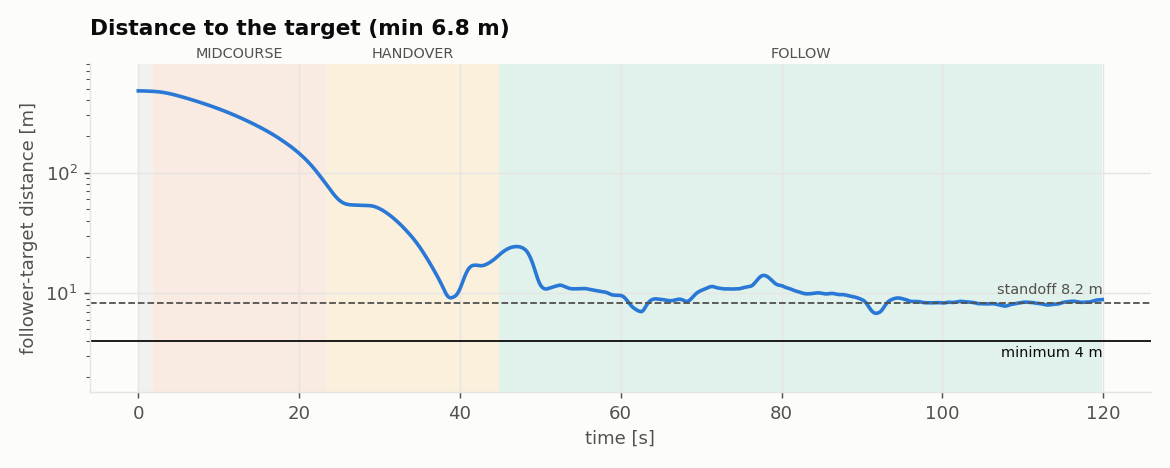 Distance to the target (min 6.8 m)
MIDCOURSE HANDOVER FOLLOW
follower-target distance [m]
10²
10¹
standoff 8.2 m
minimum 4 m
0 20 40 60 80 100 120
time [s]